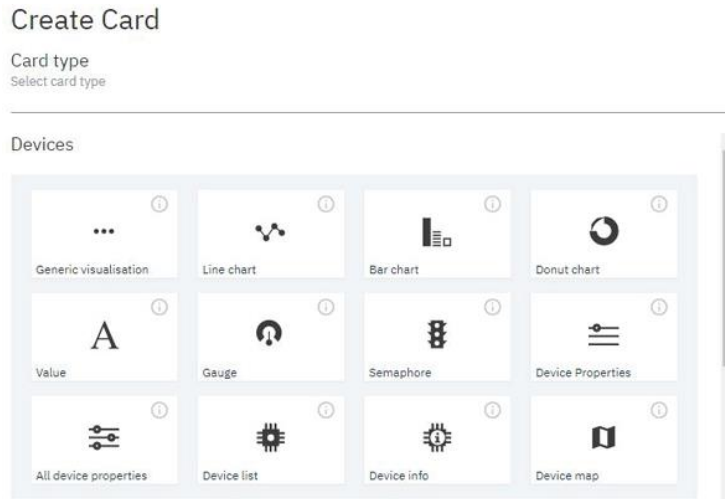 Create Card
Card type
Select card type
Devices
Generic visualisation
Line chart
Bar chart
Donut chart
A
Value
Gauge
Semaphore
Device Properties
All device properties
Device list
Device info
Device map